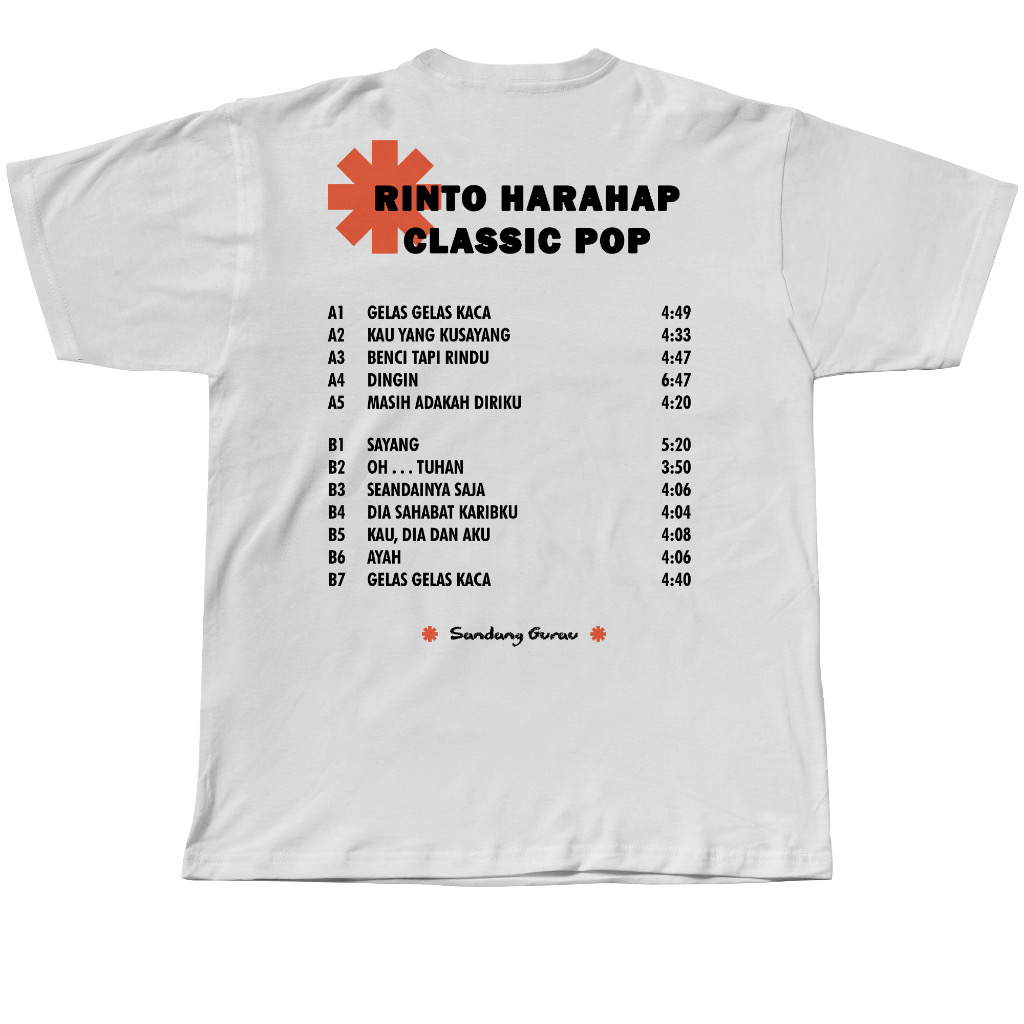 RINTO HARAHAP
CLASSIC POP
A1 GELAS GELAS KACA 4:49
A2 KAU YANG KUSAYANG 4:33
A3 BENCI TAPI RINDU 4:47
A4 DINGIN 6:47
A5 MASIH ADAKAH DIRIKU 4:20
B1 SAYANG 5:20
B2 OH . . . TUHAN 3:50
B3 SEANDAINYA SAJA 4:06
B4 DIA SAHABAT KARIBKU 4:04
B5 KAU, DIA DAN AKU 4:08
B6 AYAH 4:06
B7 GELAS GELAS KACA 4:40
Sandang Gurau